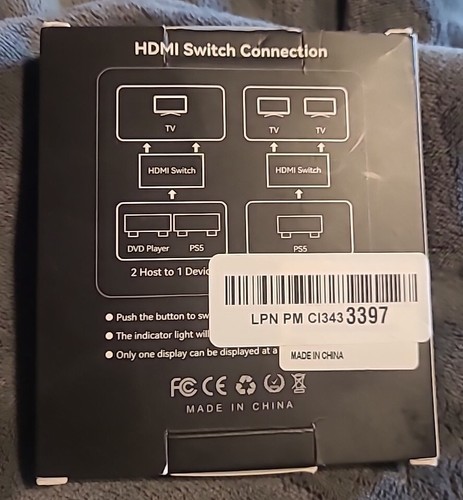 HDMI Switch Connection
TV
TV TV
HDMI Switch
HDMI Switch
DVD Player PS5
PS5
2 Host to 1
LPN PM CI343 3397
MADE IN CHINA
● Push the button to
● The indicator light will
● Only one display can be displayed at a
FC CE
MADE IN CHINA